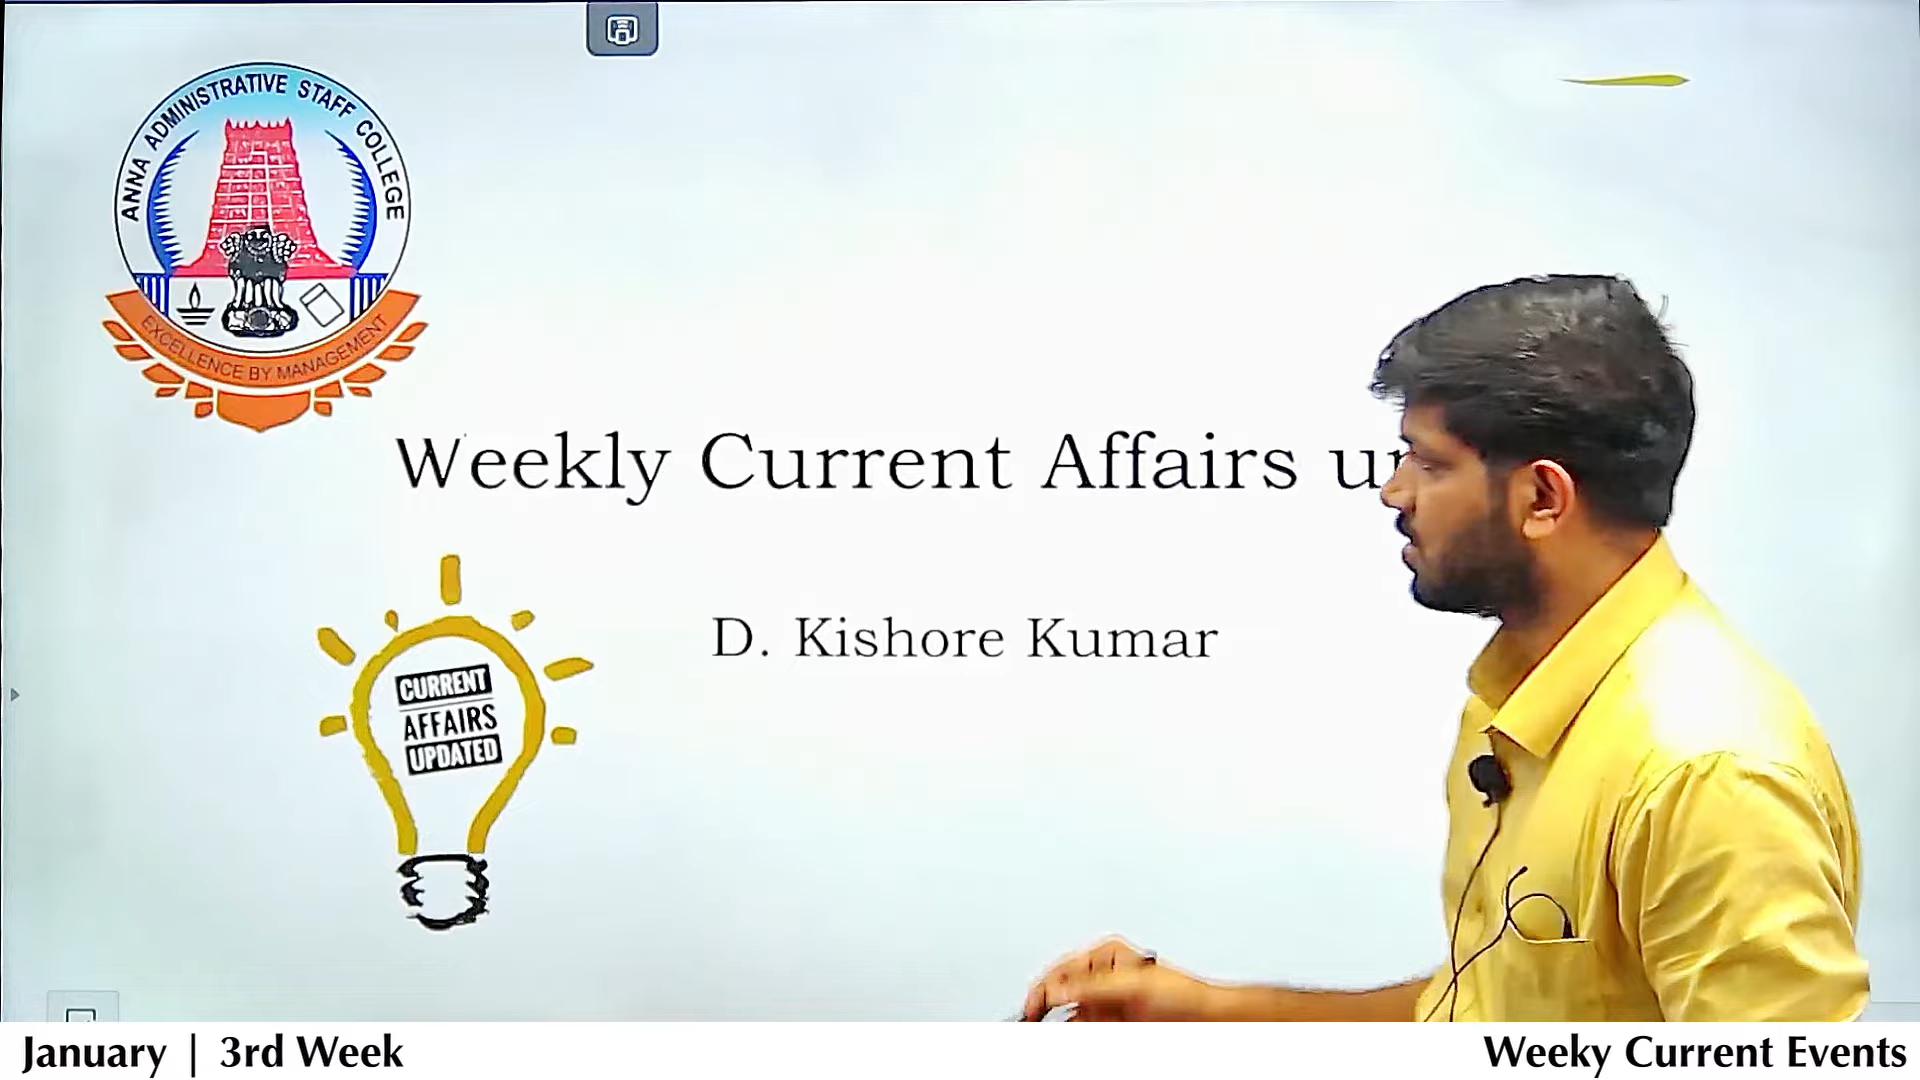 ANNA ADMINISTRATIVE STAFF COLLEGE
EXCELLENCE BY MANAGEMENT
Weekly Current Affairs
D. Kishore Kumar
CURRENT
AFFAIRS
UPDATED
January | 3rd Week
Weeky Current Events